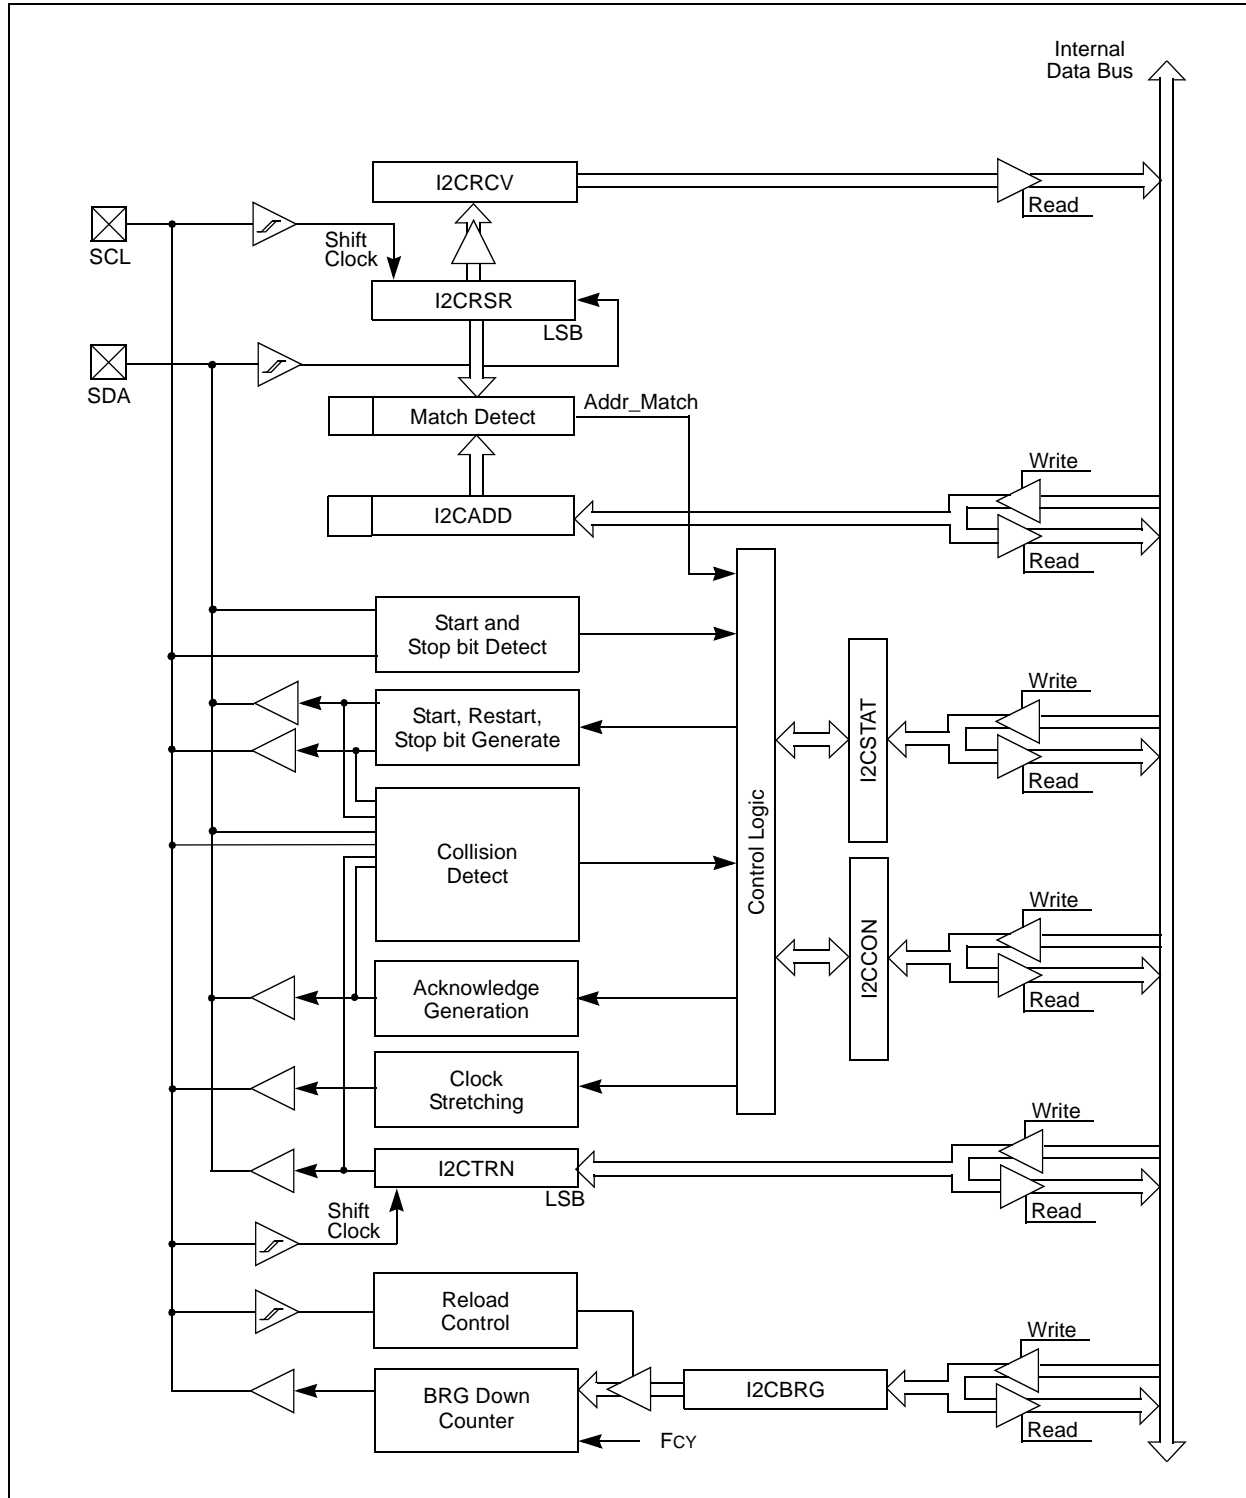 Internal
Data Bus
I2CRCV
Read
SCL
Shift
Clock
I2CRSR
LSB
SDA
Addr_Match
Match Detect
Write
I2CADD
Read
Start and
Stop bit Detect
Write
Start, Restart,
Stop bit Generate
I2CSTAT
Read
Control Logic
Collision
Detect
Write
I2CCON
Acknowledge
Generation
Read
Clock
Stretching
Write
I2CTRN
LSB
Shift
Clock
Read
Reload
Control
Write
BRG Down
Counter
I2CBRG
Read
FCY